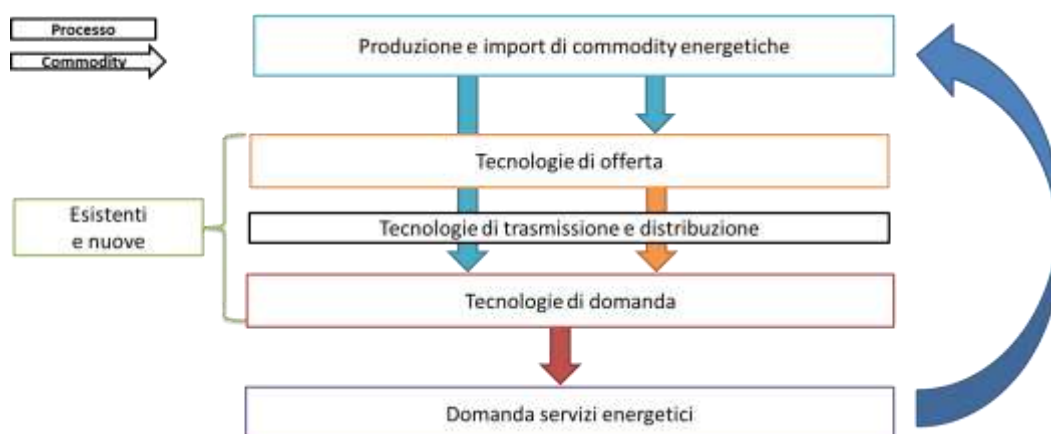 Processo
Commodity
Produzione e import di commodity energetiche
Tecnologie di offerta
Esistenti
e nuove
Tecnologie di trasmissione e distribuzione
Tecnologie di domanda
Domanda servizi energetici